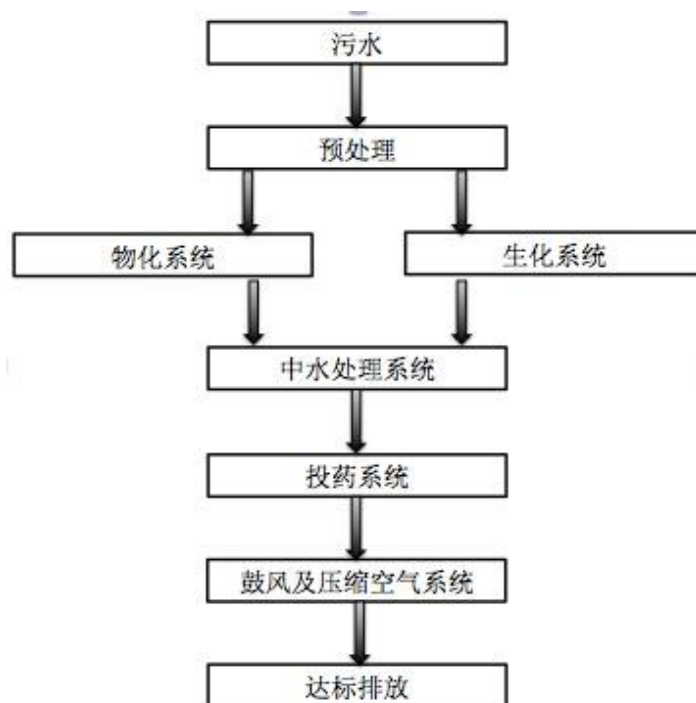 污水
预处理
物化系统
生化系统
中水处理系统
投药系统
鼓风及压缩空气系统
达标排放